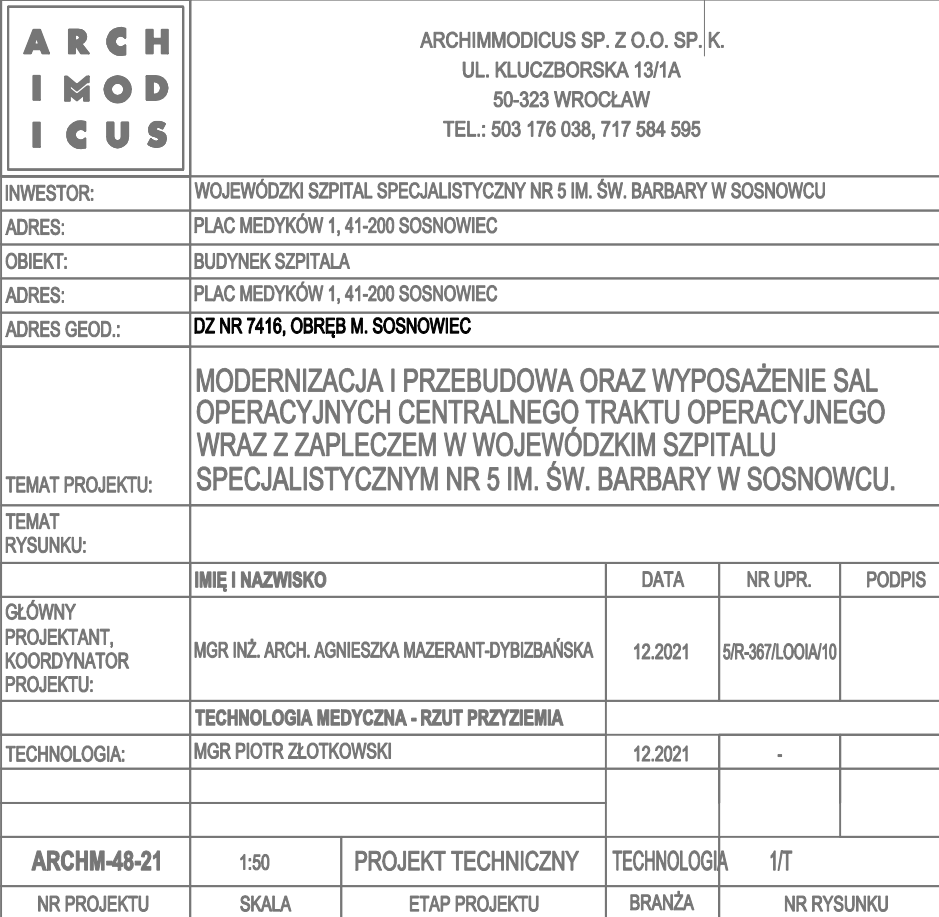 ARCH
IMOD
ICUS
ARCHIMMODICUS SP. Z O.O. SP. K.
UL. KLUCZBORSKA 13/1A
50-323 WROCŁAW
TEL.: 503 176 038, 717 584 595
INWESTOR: WOJEWÓDZKI SZPITAL SPECJALISTYCZNY NR 5 IM. ŚW. BARBARY W SOSNOWCU
ADRES: PLAC MEDYKÓW 1, 41-200 SOSNOWIEC
OBIEKT: BUDYNEK SZPITALA
ADRES: PLAC MEDYKÓW 1, 41-200 SOSNOWIEC
ADRES GEOD.: DZ NR 7416, OBRĘB M. SOSNOWIEC
TEMAT PROJEKTU:
MODERNIZACJA I PRZEBUDOWA ORAZ WYPOSAŻENIE SAL
OPERACYJNYCH CENTRALNEGO TRAKTU OPERACYJNEGO
WRAZ Z ZAPLECZEM W WOJEWÓDZKIM SZPITALU
SPECJALISTYCZNYM NR 5 IM. ŚW. BARBARY W SOSNOWCU.
TEMAT
RYSUNKU:
IMIĘ I NAZWISKO DATA NR UPR. PODPIS
GŁÓWNY
PROJEKTANT,
KOORDYNATOR
PROJEKTU:
MGR INŻ. ARCH. AGNIESZKA MAZERANT-DYBIZBAŃSKA 12.2021 5/R-367/LOOIA/10
TECHNOLOGIA MEDYCZNA - RZUT PRZYZIEMIA
TECHNOLOGIA: MGR PIOTR ZŁOTKOWSKI 12.2021 -
ARCHM-48-21 1:50 PROJEKT TECHNICZNY TECHNOLOGIA 1/T
NR PROJEKTU SKALA ETAP PROJEKTU BRANŻA NR RYSUNKU